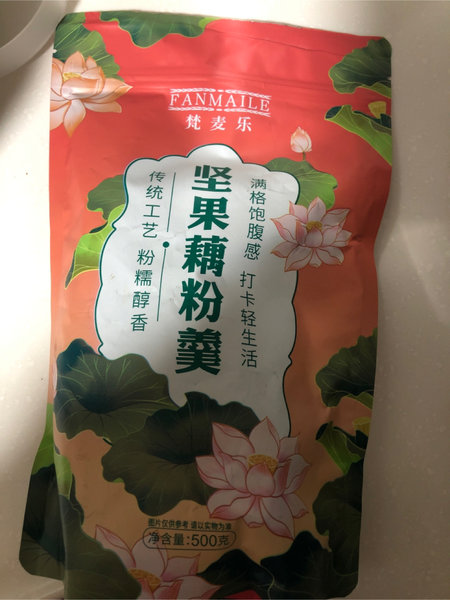 FANMAILE
梵麦乐
满格饱腹感 打卡轻生活
坚果藕粉羹
传统工艺 粉糯醇香
图片仅供参考 请以实物为准
净含量:500克